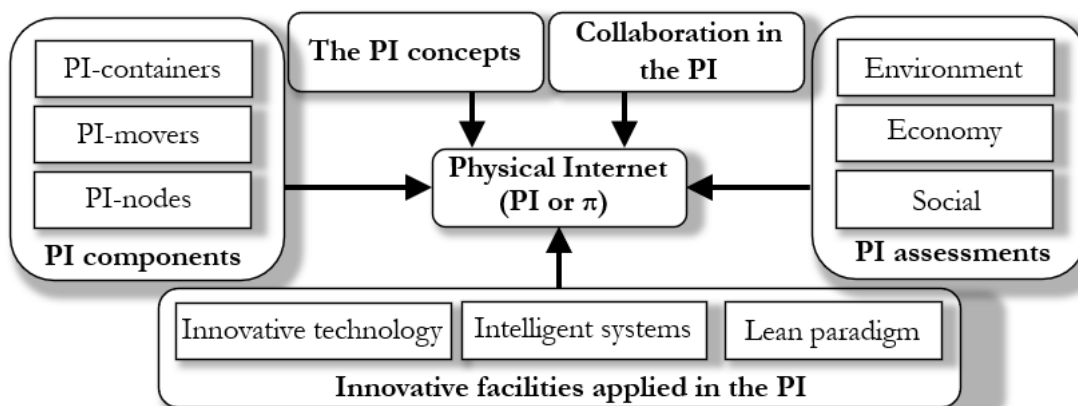 PI-containers
PI-movers
PI-nodes
PI components
The PI concepts
Collaboration in
the PI
Physical Internet
(PI or π)
Environment
Economy
Social
PI assessments
Innovative technology
Intelligent systems
Lean paradigm
Innovative facilities applied in the PI